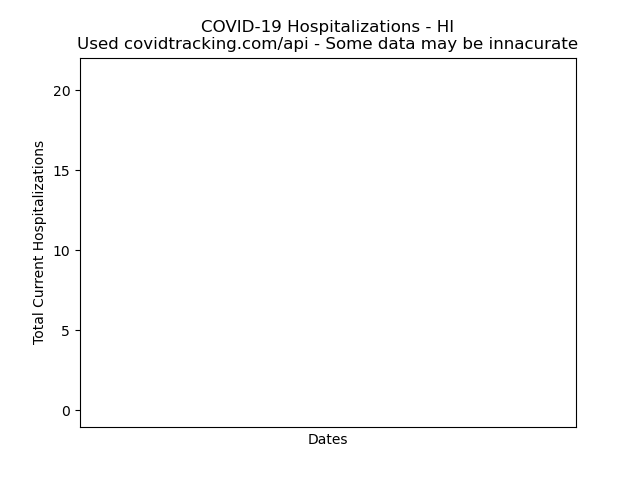 COVID-19 Hospitalizations - HI
Used covidtracking.com/api - Some data may be innacurate
20
15
10
5
0
Total Current Hospitalizations
Dates